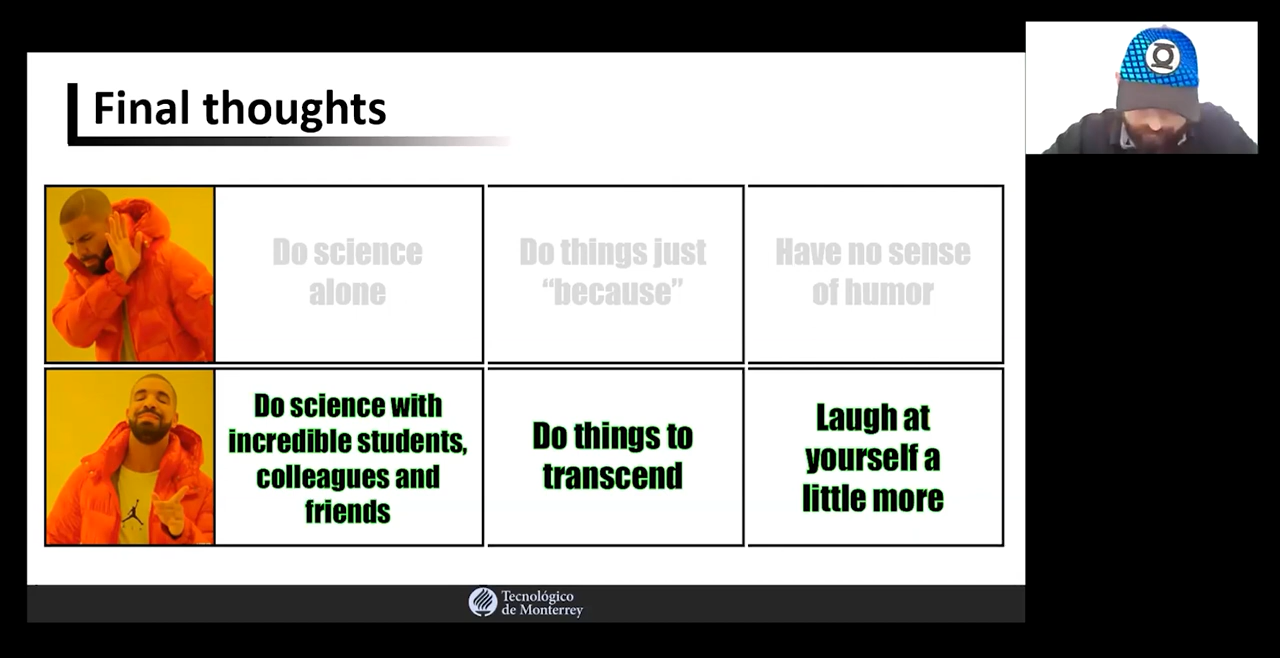 Final thoughts
Do science
alone
Do things just
“because”
Have no sense
of humor
Do science with
incredible students,
colleagues and
friends
Do things to
transcend
Laugh at
yourself a
little more
Tecnológico
de Monterrey